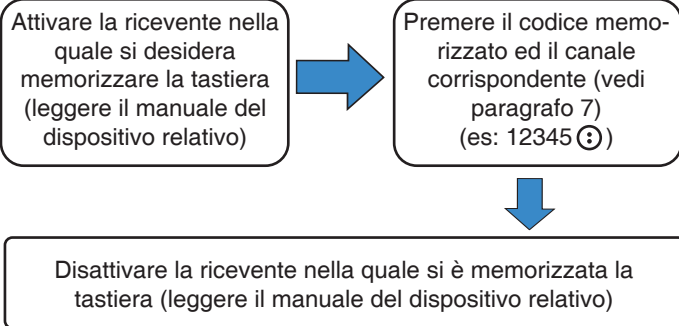 Attivare la ricevente nella
quale si desidera
memorizzare la tastiera
(leggere il manuale del
dispositivo relativo)
Premere il codice memo-
rizzato ed il canale
corrispondente (vedi
paragrafo 7)
(es: 12345 )
Disattivare la ricevente nella quale si è memorizzata la
tastiera (leggere il manuale del dispositivo relativo)